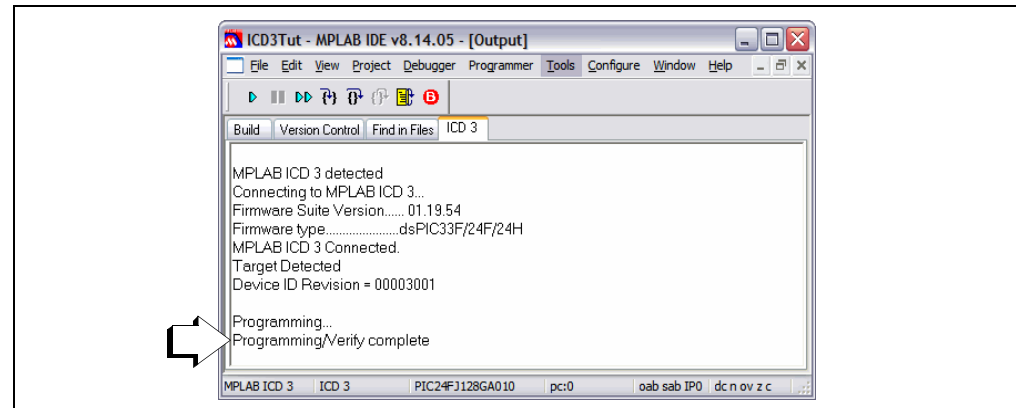 ICD3Tut - MPLAB IDE v8.14.05 - [Output]
File Edit View Project Debugger Programmer Tools Configure Window Help
Build Version Control Find in Files ICD 3
MPLAB ICD 3 detected
Connecting to MPLAB ICD 3...
Firmware Suite Version...... 01.19.54
Firmware type......................dsPIC33F/24F/24H
MPLAB ICD 3 Connected.
Target Detected
Device ID Revision = 00003001
Programming...
Programming/Verify complete
MPLAB ICD 3 ICD 3 PIC24FJ128GA010 pc:0 oab sab IP0 dc n ov z c